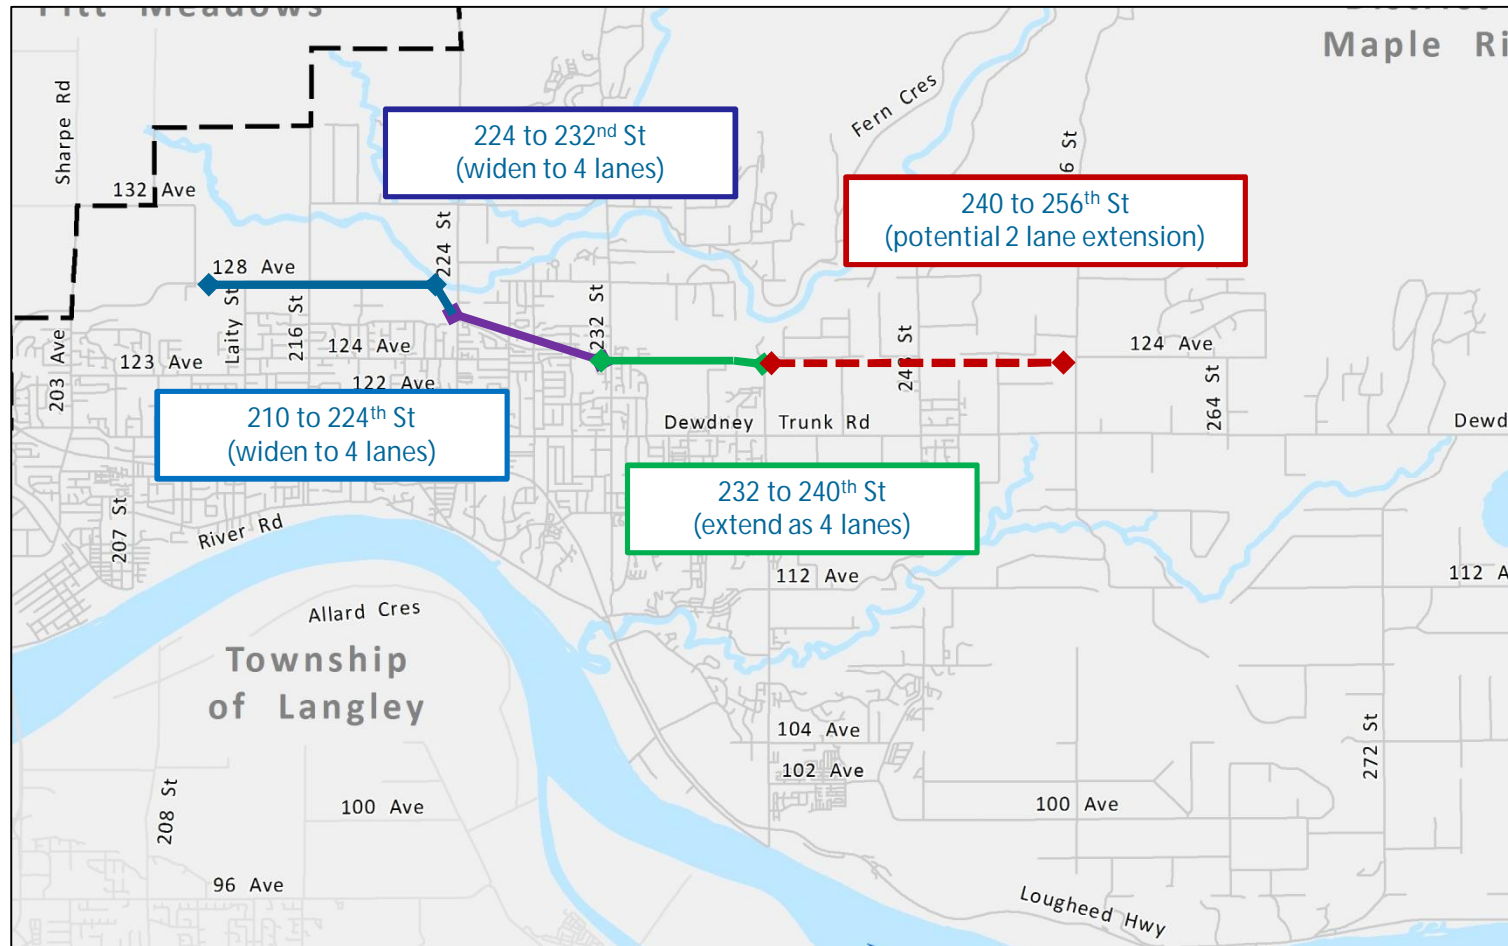 Pitt Meadows
District
Maple Ri
Sharpe Rd
Fern Cres
224 to 232nd St
(widen to 4 lanes)
6 St
132 Ave
240 to 256th St
(potential 2 lane extension)
224 St
128 Ave
232 St
Laity St
216 St
203 Ave
123 Ave
124 Ave
124 Ave
248 St
264 St
122 Ave
210 to 224th St
(widen to 4 lanes)
Dewdney Trunk Rd
Dewd
232 to 240th St
(extend as 4 lanes)
207 St
River Rd
112 Ave
112 A
Allard Cres
Township
of Langley
104 Ave
102 Ave
272 St
208 St
100 Ave
100 Ave
96 Ave
Lougheed Hwy